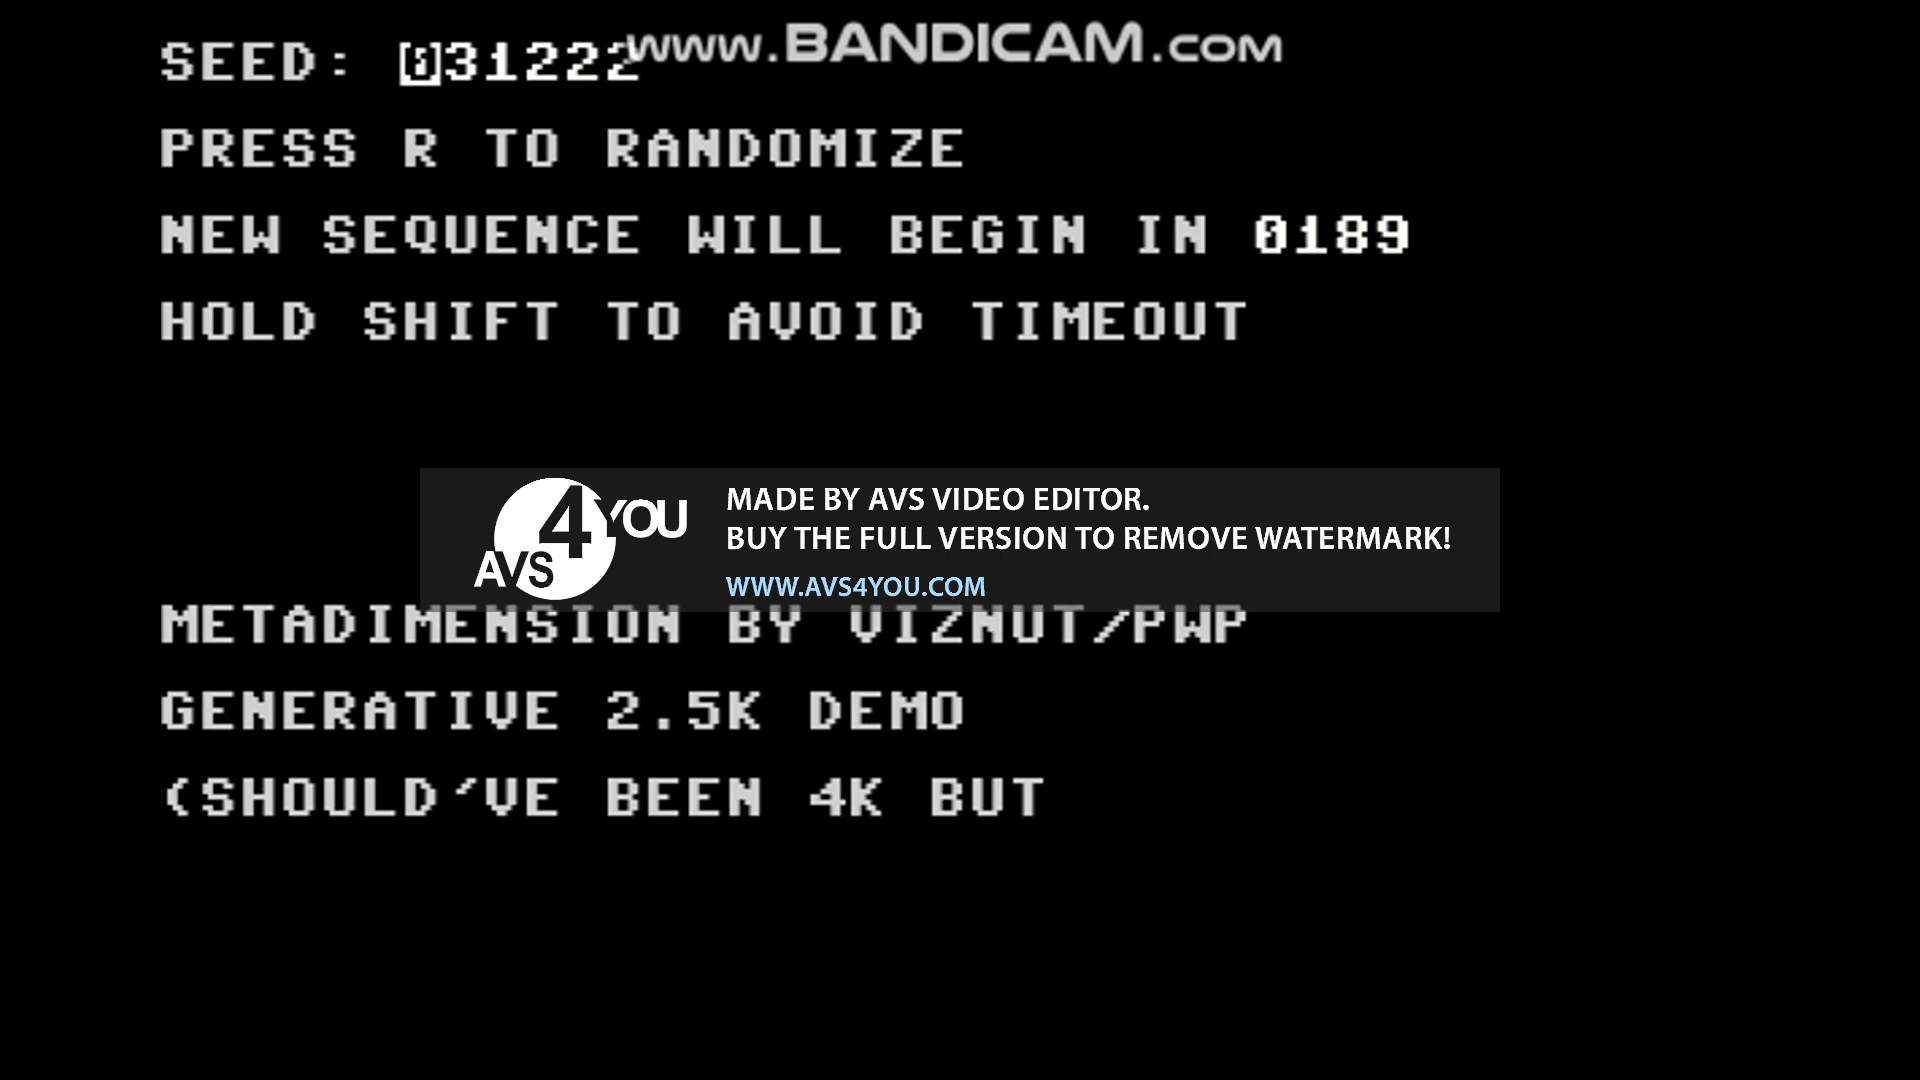 SEED: 031222
www.BANDICAM.com
PRESS R TO RANDOMIZE
NEW SEQUENCE WILL BEGIN IN 0189
HOLD SHIFT TO AVOID TIMEOUT
AVS4YOU
MADE BY AVS VIDEO EDITOR.
BUY THE FULL VERSION TO REMOVE WATERMARK!
WWW.AVS4YOU.COM
METADIMENSION BY VIZNUT/PWP
GENERATIVE 2.5K DEMO
(SHOULD'VE BEEN 4K BUT